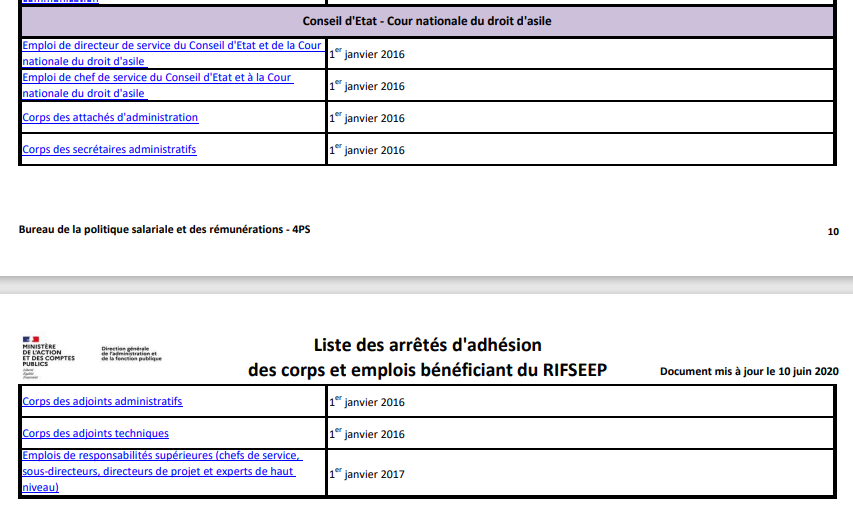 Conseil d'Etat - Cour nationale du droit d'asile
Emploi de directeur de service du Conseil d'Etat et de la Cour
nationale du droit d'asile
1er janvier 2016
Emploi de chef de service du Conseil d'Etat et à la Cour
nationale du droit d'asile
1er janvier 2016
Corps des attachés d'administration
1er janvier 2016
Corps des secrétaires administratifs
1er janvier 2016
Bureau de la politique salariale et des rémunérations - 4PS
10
MINISTÈRE
DE L'ACTION
ET DES COMPTES
PUBLICS
Direction générale
de l'administration et
de la fonction publique
Liste des arrêtés d'adhésion
des corps et emplois bénéficiant du RIFSEEP
Document mis à jour le 10 juin 2020
Corps des adjoints administratifs
1er janvier 2016
Corps des adjoints techniques
1er janvier 2016
Emplois de responsabilités supérieures (chefs de service,
sous-directeurs, directeurs de projet et experts de haut
niveau)
1er janvier 2017